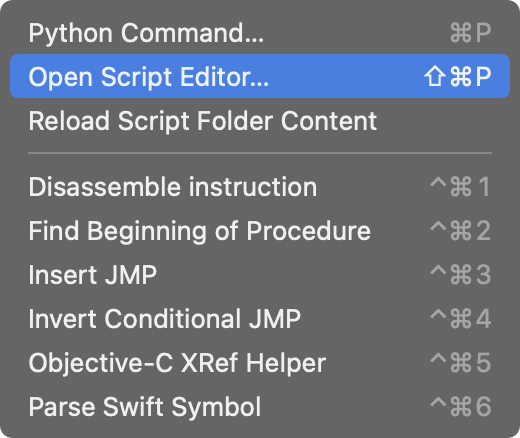 Python Command... ⌘P
Open Script Editor... ⇧⌘P
Reload Script Folder Content
Disassemble instruction ^⌘1
Find Beginning of Procedure ^⌘2
Insert JMP ^⌘3
Invert Conditional JMP ^⌘4
Objective-C XRef Helper ^⌘5
Parse Swift Symbol ^⌘6